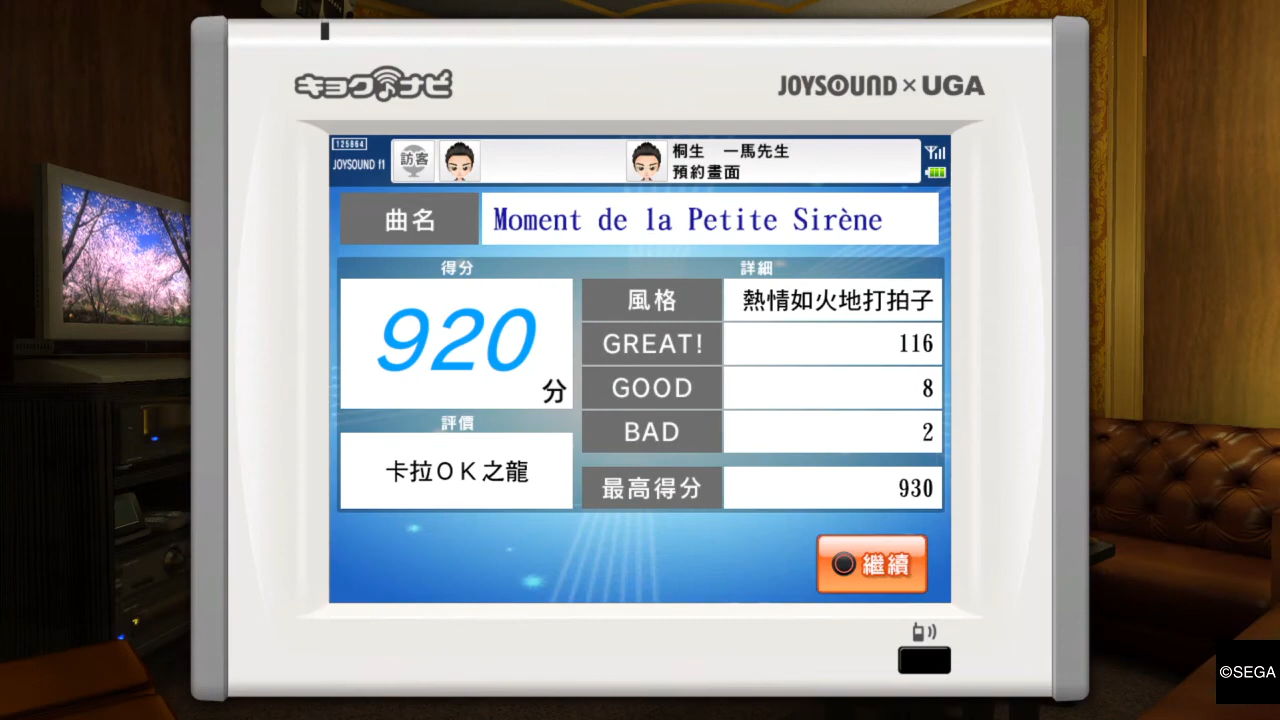 キョクナビ
JOYSOUND×UGA
125864
JOYSOUND f1
訪客
桐生　一馬先生
預約畫面
曲名
Moment de la Petite Sirène
得分
詳細
920
分
風格
熱情如火地打拍子
GREAT!
116
GOOD
8
BAD
2
評價
卡拉ＯＫ之龍
最高得分
930
繼續
©SEGA